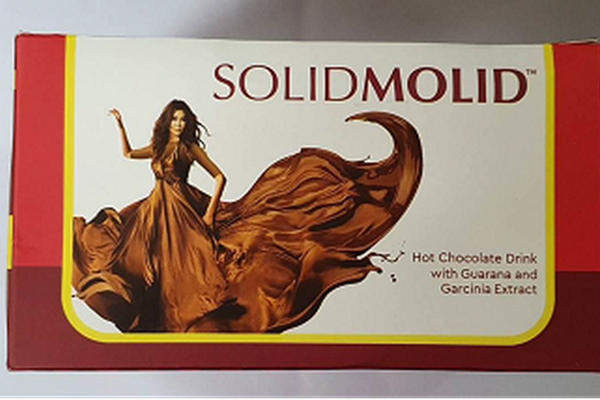 SOLIDMOLID™
Hot Chocolate Drink
with Guarana and
Garcinia Extract